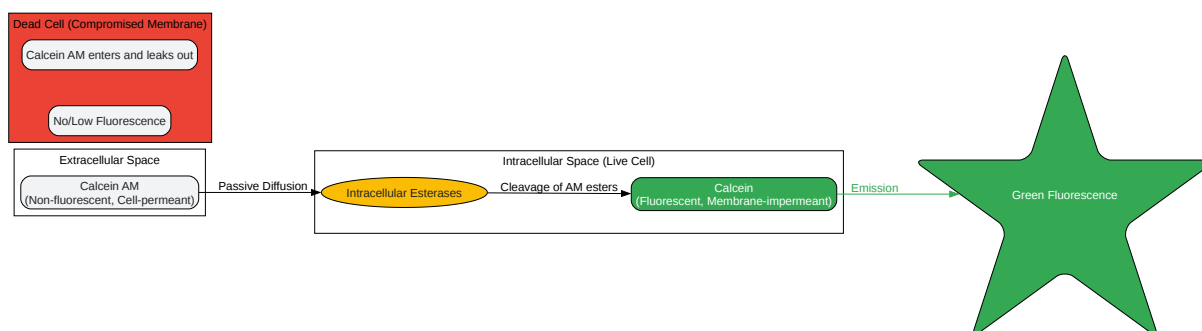 Dead Cell (Compromised Membrane)
Calcein AM enters and leaks out
No/Low Fluorescence
Extracellular Space
Calcein AM
(Non-fluorescent, Cell-permeant)
Passive Diffusion
Intracellular Space (Live Cell)
Intracellular Esterases
Cleavage of AM esters
Calcein
(Fluorescent, Membrane-impermeant)
Emission
Green Fluorescence